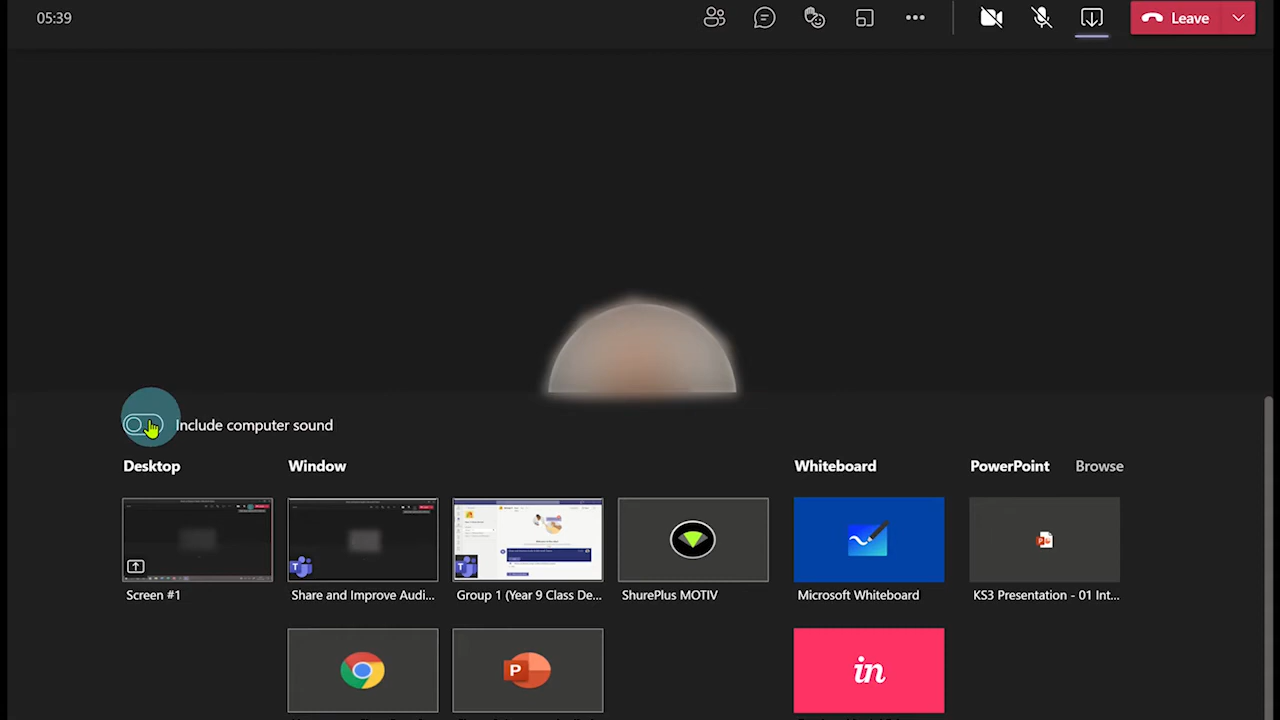 05:39
Leave
Include computer sound
Desktop
Window
Whiteboard
PowerPoint
Browse
Screen #1
Share and Improve Audi...
Group 1 (Year 9 Class De...
ShurePlus MOTIV
Microsoft Whiteboard
KS3 Presentation - 01 Int...
P
in